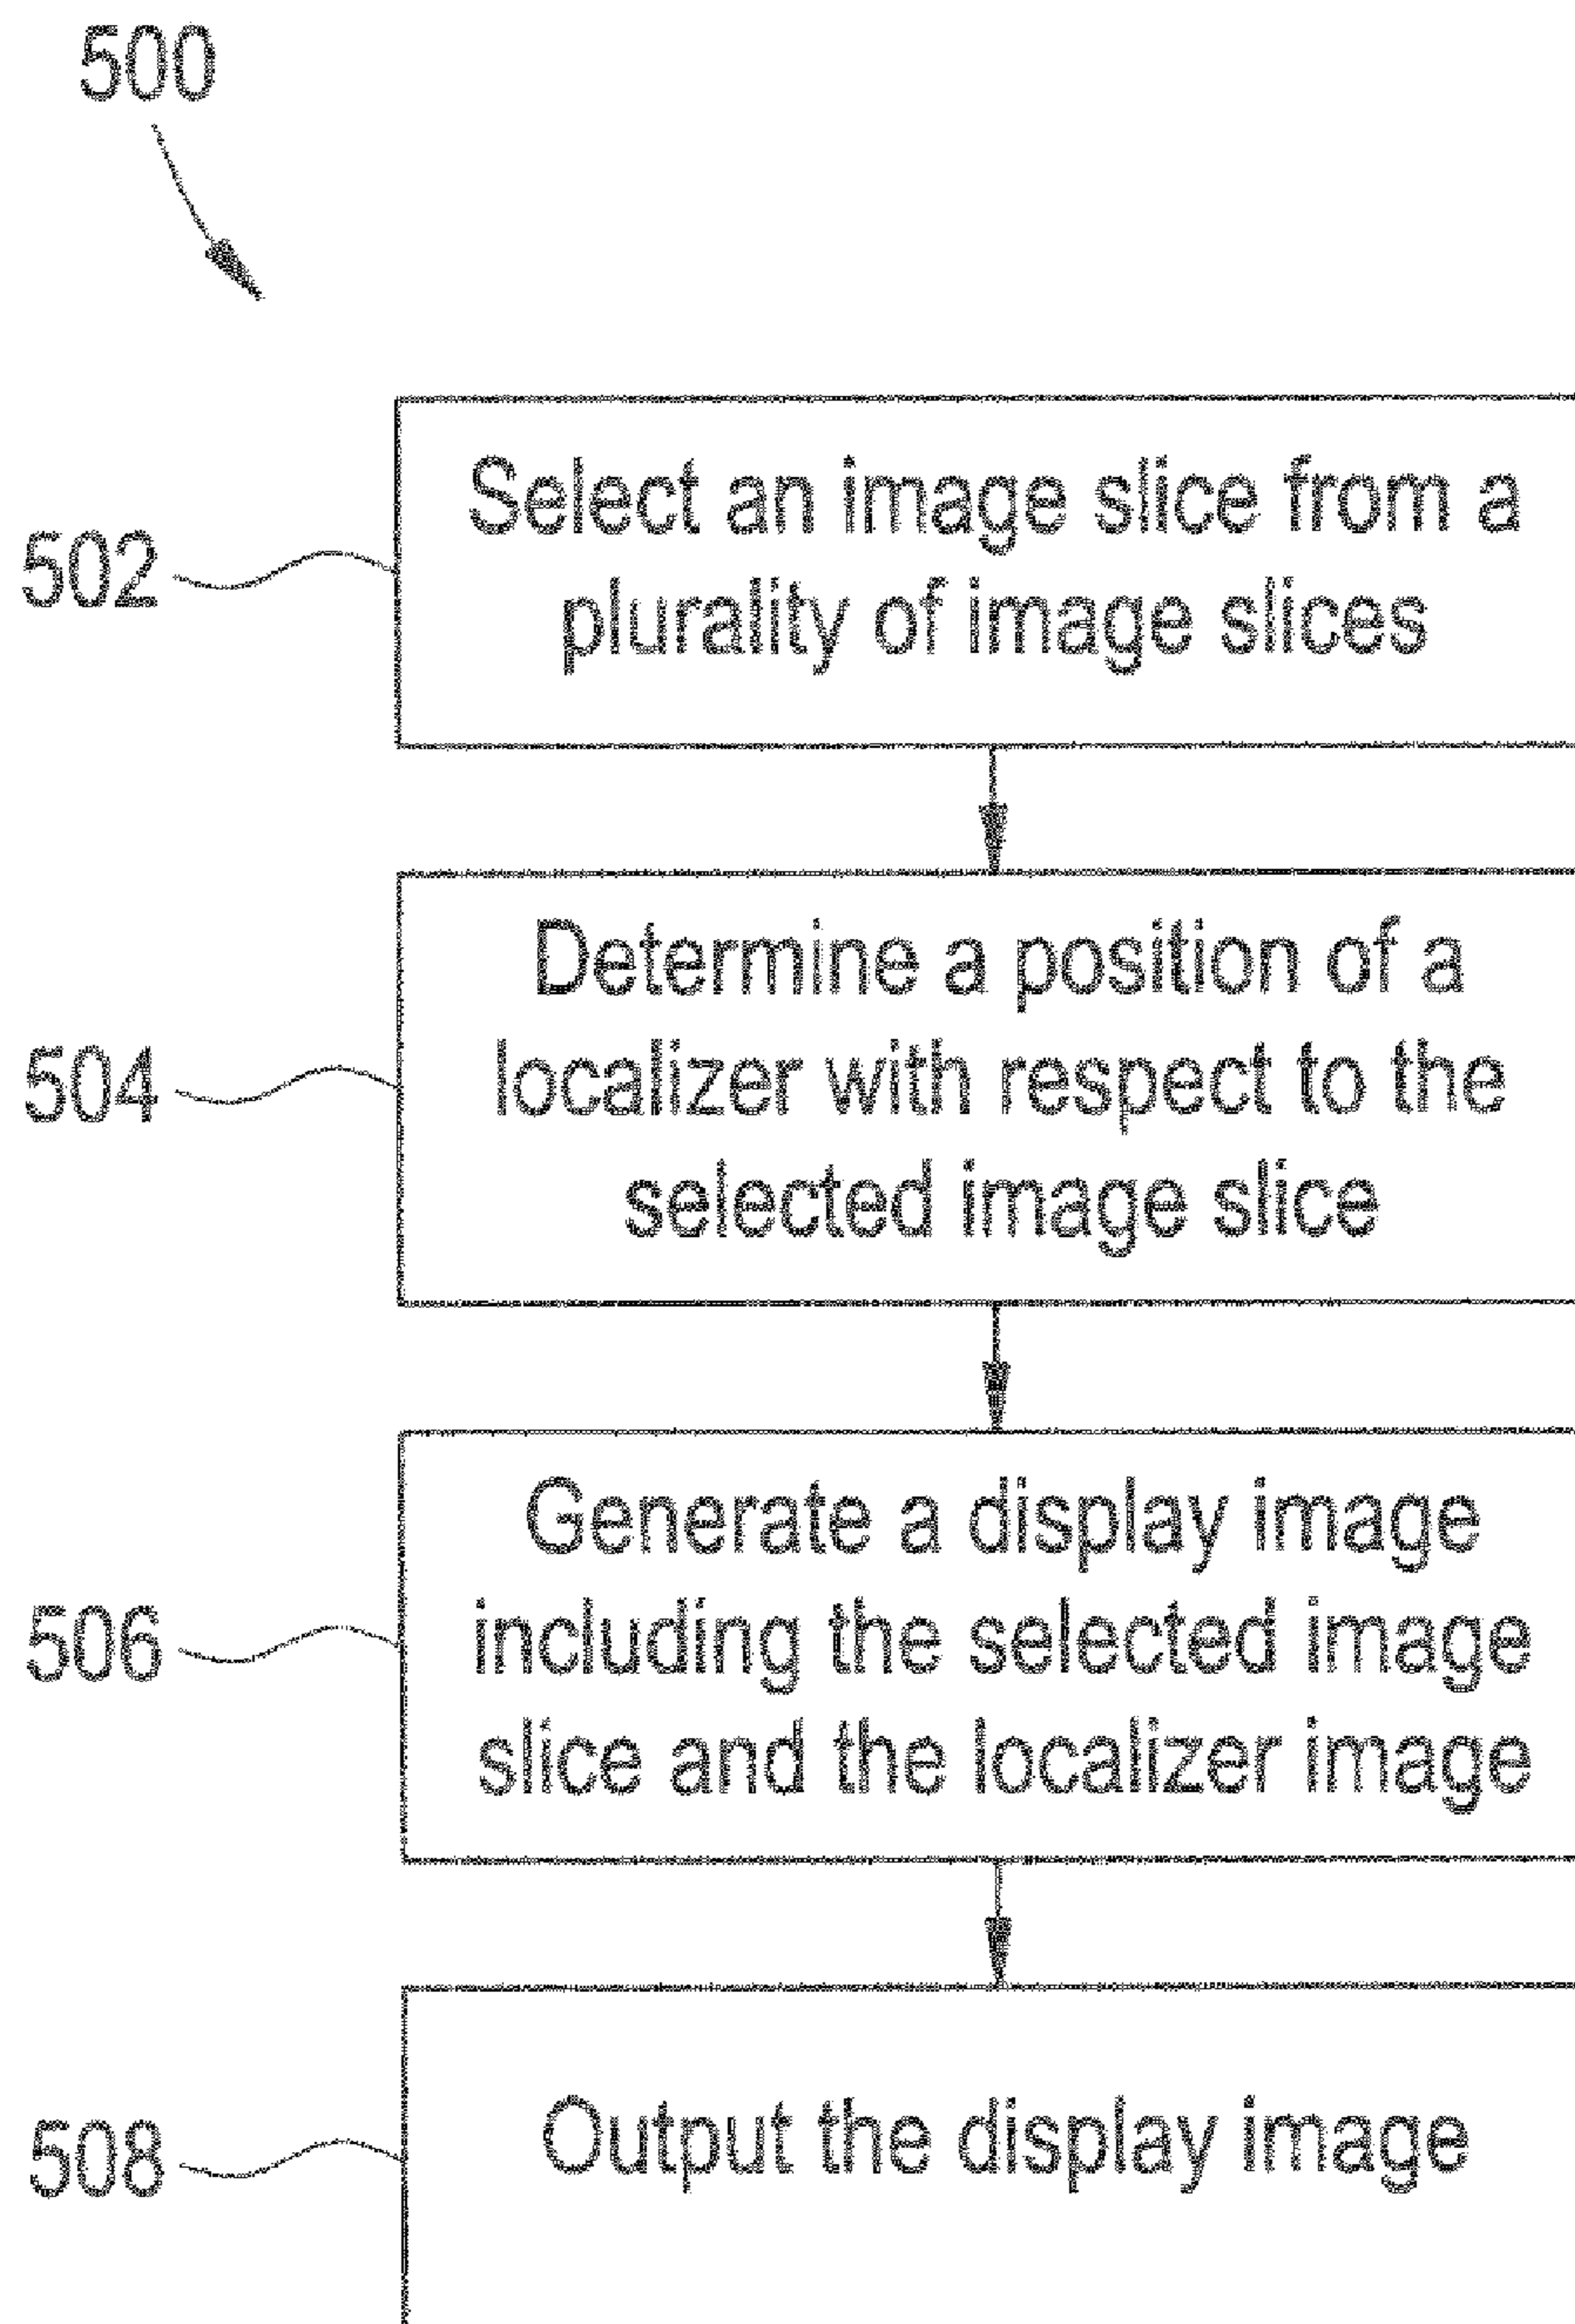 500
502
Select an image slice from a
plurality of image slices
504
Determine a position of a
localizer with respect to the
selected image slice
506
Generate a display image
including the selected image
slice and the localizer image
508
Output the display image